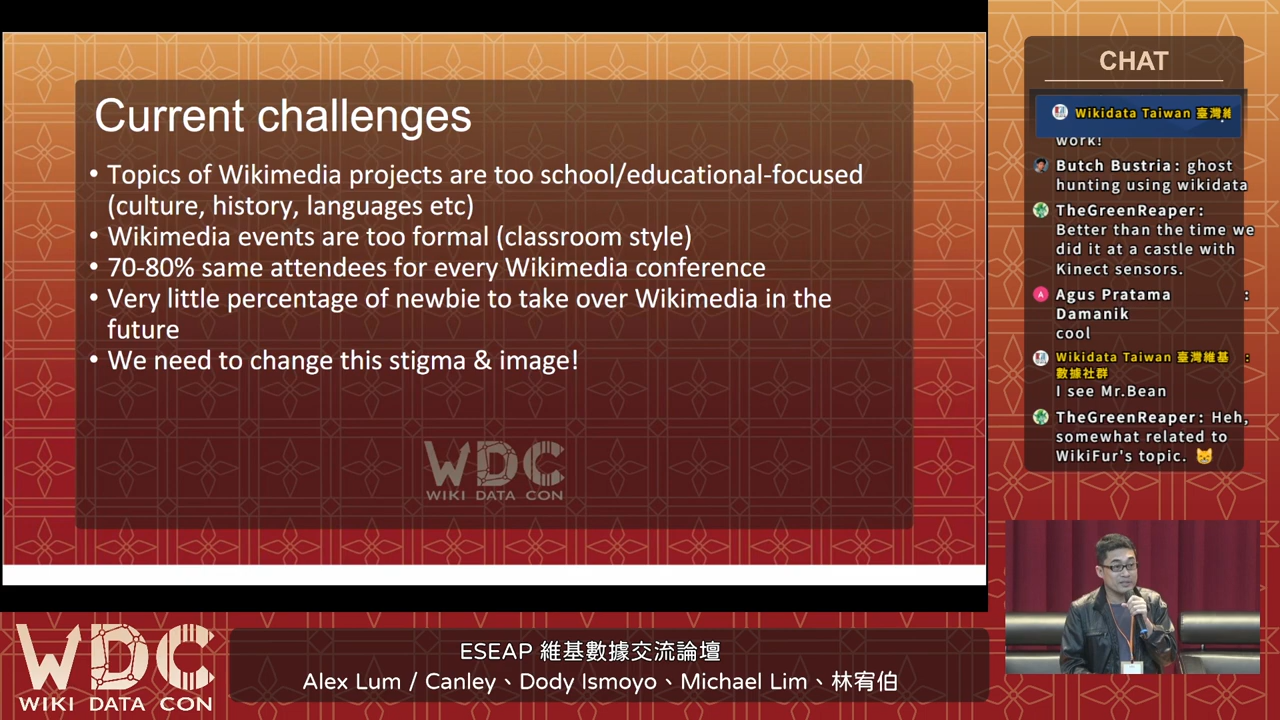 Current challenges
• Topics of Wikimedia projects are too school/educational-focused
(culture, history, languages etc)
• Wikimedia events are too formal (classroom style)
• 70-80% same attendees for every Wikimedia conference
• Very little percentage of newbie to take over Wikimedia in the
future
• We need to change this stigma & image!
WDC
WIKI DATA CON
CHAT
Wikidata Taiwan 臺灣維
work!
Butch Bustria: ghost
hunting using wikidata
TheGreenReaper:
Better than the time we
did it at a castle with
Kinect sensors.
A Agus Pratama :
Damanik
cool
Wikidata Taiwan 臺灣維基 :
數據社群
I see Mr.Bean
TheGreenReaper: Heh,
somewhat related to
WikiFur's topic. 😸
WDC
WIKI DATA CON
ESEAP 維基數據交流論壇
Alex Lum / Canley、Dody Ismoyo、Michael Lim、林宥伯